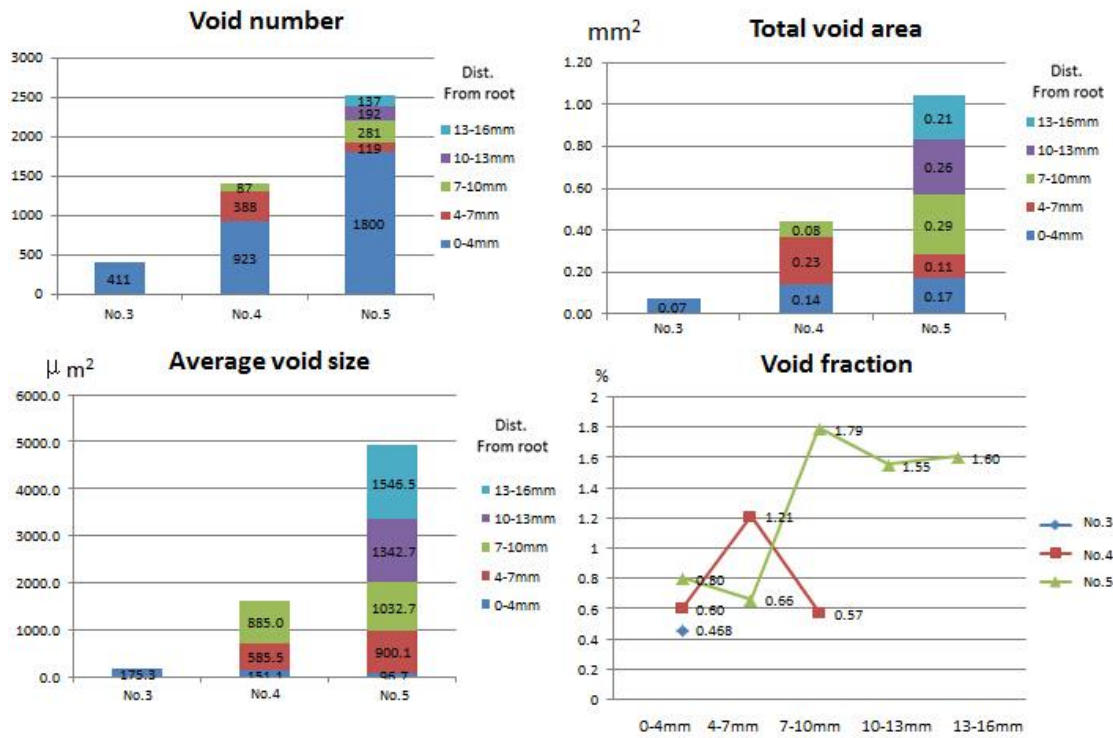 Void number
3000
2500
2000
1500
1000
500
0
411
923
388
87
1800
119
281
192
137
No.3 No.4 No.5
Dist.
From root
13-16mm
10-13mm
7-10mm
4-7mm
0-4mm
Total void area
mm²
1.20
1.00
0.80
0.60
0.40
0.20
0.00
0.07
0.14
0.23
0.08
0.17
0.11
0.29
0.26
0.21
No.3 No.4 No.5
Dist.
From root
13-16mm
10-13mm
7-10mm
4-7mm
0-4mm
Average void size
μ m²
6000.0
5000.0
4000.0
3000.0
2000.0
1000.0
0.0
175.3
151.1
585.5
885.0
96.7
900.1
1032.7
1342.7
1546.5
No.3 No.4 No.5
Dist.
From root
13-16mm
10-13mm
7-10mm
4-7mm
0-4mm
Void fraction
%
2
1.8
1.6
1.4
1.2
1
0.8
0.6
0.4
0.2
0
0.80
0.60
0.468
1.21
0.66
1.79
0.57
1.55
1.60
0-4mm 4-7mm 7-10mm 10-13mm 13-16mm
No.3
No.4
No.5